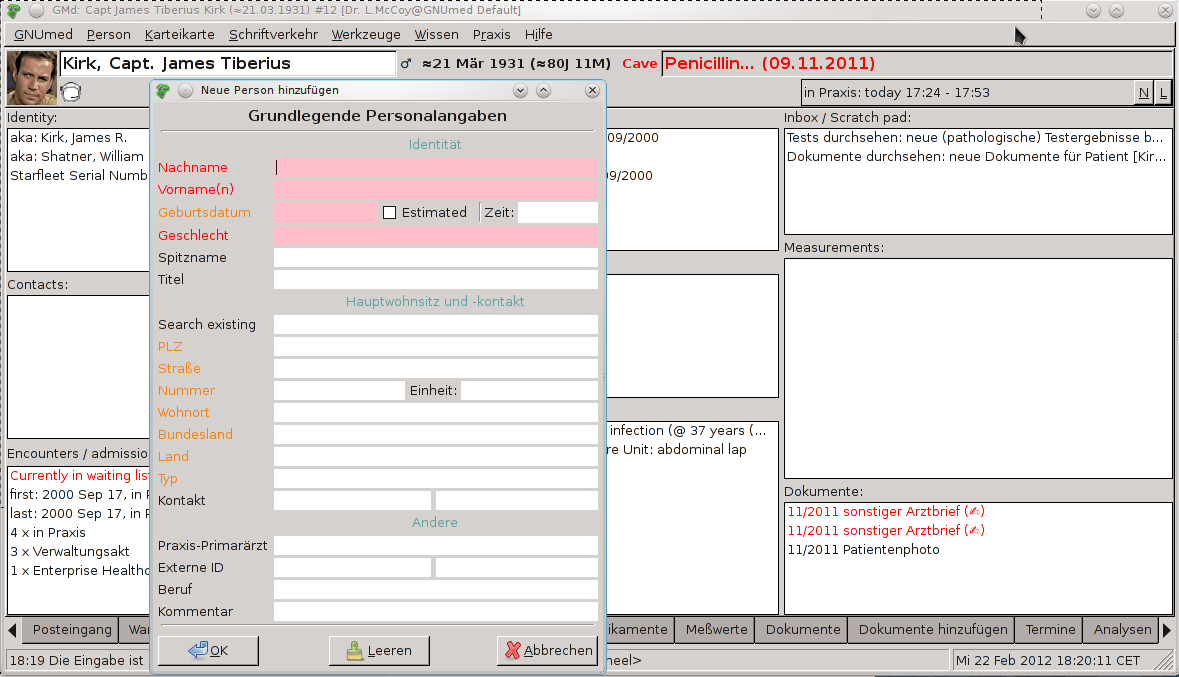 GMd: Capt James Tiberius Kirk (≈21.03.1931) #12 [Dr. L.McCoy@GNUmed Default]
GNUmed Person Karteikarte Schriftverkehr Werkzeuge Wissen Praxis Hilfe
Kirk, Capt. James Tiberius ♂ ≈21 Mär 1931 (≈80J 11M) Cave Penicillin... (09.11.2011)
in Praxis: today 17:24 - 17:53 N L
Identity:
aka: Kirk, James R.
aka: Shatner, William
Starfleet Serial Numb
Contacts:
Encounters / admissio
Currently in waiting lis
first: 2000 Sep 17, in P
last: 2000 Sep 17, in P
4 x in Praxis
3 x Verwaltungsakt
1 x Enterprise Healthc
Neue Person hinzufügen
Grundlegende Personalangaben
Identität
Nachname
Vorname(n)
Geburtsdatum Estimated Zeit:
Geschlecht
Spitzname
Titel
Hauptwohnsitz und -kontakt
Search existing
PLZ
Straße
Nummer Einheit:
Wohnort
Bundesland
Land
Typ
Kontakt
Andere
Praxis-Primarärzt
Externe ID
Beruf
Kommentar
OK Leeren Abbrechen
09/2000
09/2000
infection (@ 37 years (...
re Unit: abdominal lap
Inbox / Scratch pad:
Tests durchsehen: neue (pathologische) Testergebnisse b...
Dokumente durchsehen: neue Dokumente für Patient [Kir...
Measurements:
Dokumente:
11/2011 sonstiger Arztbrief (✍)
11/2011 sonstiger Arztbrief (✍)
11/2011 Patientenphoto
Posteingang War ikamente Meßwerte Dokumente Dokumente hinzufügen Termine Analysen
18:19 Die Eingabe ist neel> Mi 22 Feb 2012 18:20:11 CET